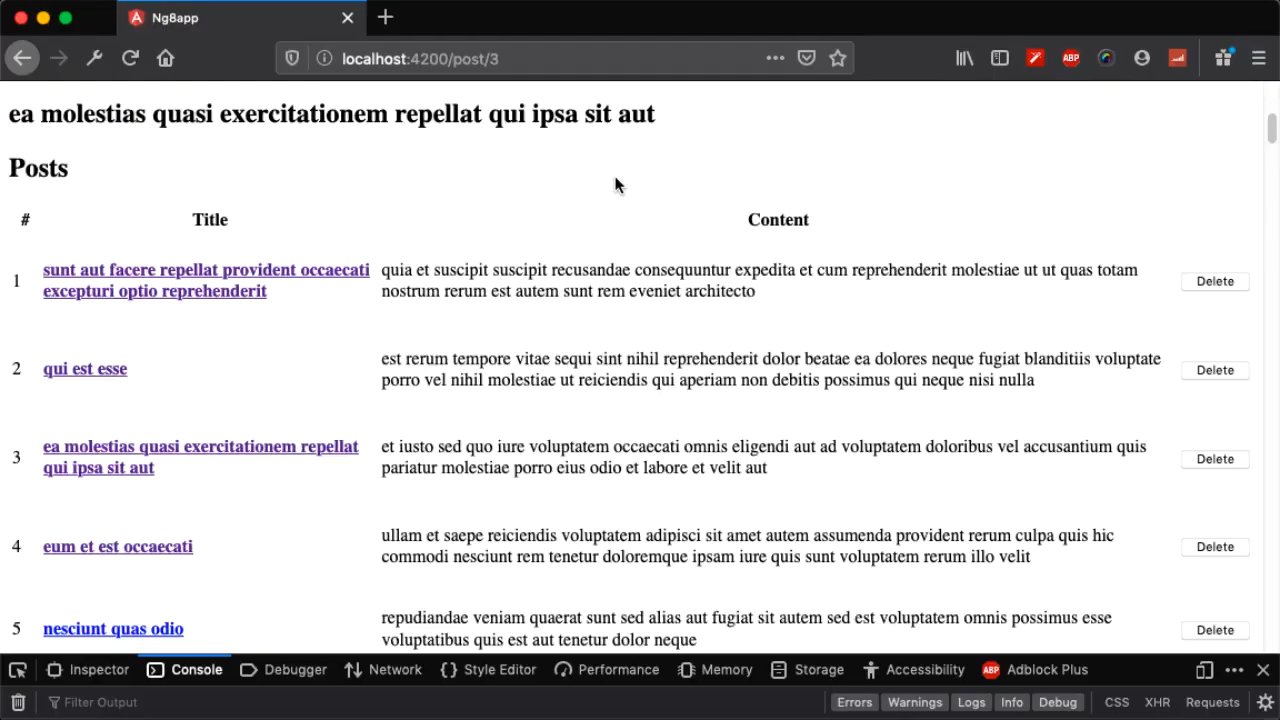 Ng8app
localhost:4200/post/3
ABP
ea molestias quasi exercitationem repellat qui ipsa sit aut
Posts
# Title Content
1 sunt aut facere repellat provident occaecati excepturi optio reprehenderit
quia et suscipit suscipit recusandae consequuntur expedita et cum reprehenderit molestiae ut ut quas totam
nostrum rerum est autem sunt rem eveniet architecto
Delete
2 qui est esse
est rerum tempore vitae sequi sint nihil reprehenderit dolor beatae ea dolores neque fugiat blanditiis voluptate
porro vel nihil molestiae ut reiciendis qui aperiam non debitis possimus qui neque nisi nulla
Delete
3 ea molestias quasi exercitationem repellat
qui ipsa sit aut
et iusto sed quo iure voluptatem occaecati omnis eligendi aut ad voluptatem doloribus vel accusantium quis
pariatur molestiae porro eius odio et labore et velit aut
Delete
4 eum et est occaecati
ullam et saepe reiciendis voluptatem adipisci sit amet autem assumenda provident rerum culpa quis hic
commodi nesciunt rem tenetur doloremque ipsam iure quis sunt voluptatem rerum illo velit
Delete
5 nesciunt quas odio
repudiandae veniam quaerat sunt sed alias aut fugiat sit autem sed est voluptatem omnis possimus esse
voluptatibus quis est aut tenetur dolor neque
Delete
Inspector Console Debugger Network Style Editor Performance Memory Storage Accessibility ABP Adblock Plus
Filter Output Errors Warnings Logs Info Debug CSS XHR Requests